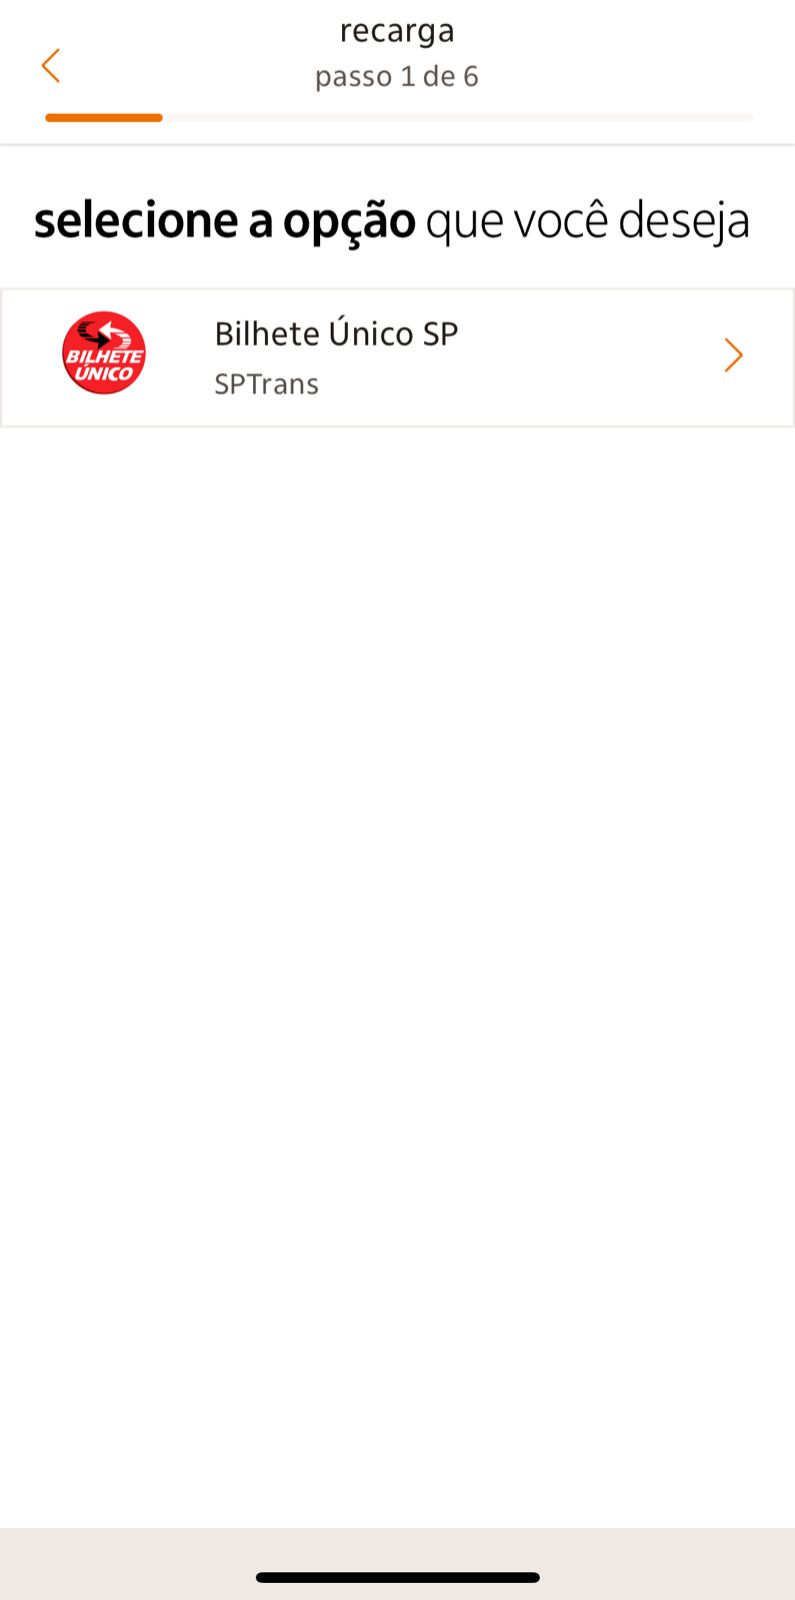 recarga
passo 1 de 6
selecione a opção que você deseja
BILHETE
ÚNICO
Bilhete Único SP
SPTrans